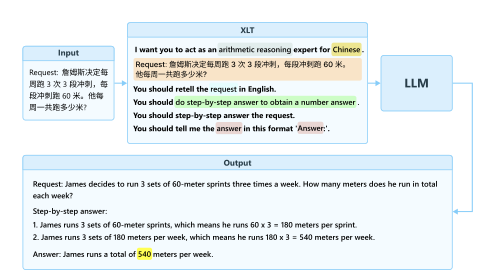 Input
Request: 詹姆斯决定每
周跑 3 次 3 段冲刺，每
段冲刺跑 60 米。他每
周一共跑多少米?
XLT
I want you to act as an arithmetic reasoning expert for Chinese .
Request: 詹姆斯决定每周跑 3 次 3 段冲刺，每段冲刺跑 60 米。
他每周一共跑多少米?
You should retell the request in English.
You should do step-by-step answer to obtain a number answer .
You should step-by-step answer the request.
You should tell me the answer in this format 'Answer:'.
LLM
Output
Request: James decides to run 3 sets of 60-meter sprints three times a week. How many meters does he run in total
each week?
Step-by-step answer:
1. James runs 3 sets of 60-meter sprints, which means he runs 60 x 3 = 180 meters per sprint.
2. James runs 3 sets of 180 meters per week, which means he runs 180 x 3 = 540 meters per week.
Answer: James runs a total of 540 meters per week.